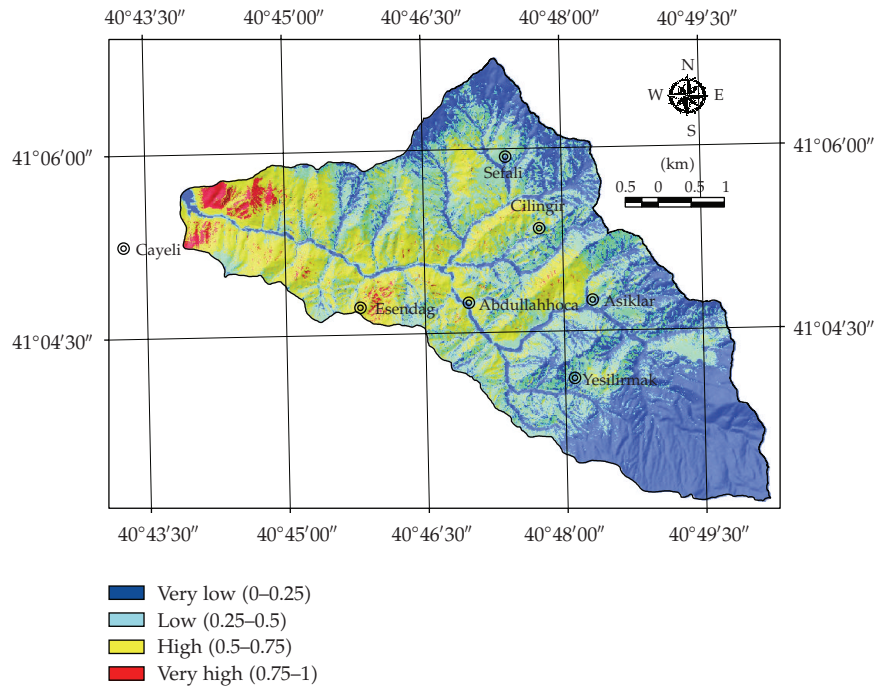 40°43′30″ 40°45′00″ 40°46′30″ 40°48′00″ 40°49′30″
N
W E
S
41°06′00″ 41°06′00″
(km)
0.5 0 0.5 1
Sefali
Cilingir
Cayeli
Esendag Abdullahhoca Asiklar
41°04′30″ 41°04′30″
Yesilirmak
40°43′30″ 40°45′00″ 40°46′30″ 40°48′00″ 40°49′30″
Very low (0–0.25)
Low (0.25–0.5)
High (0.5–0.75)
Very high (0.75–1)